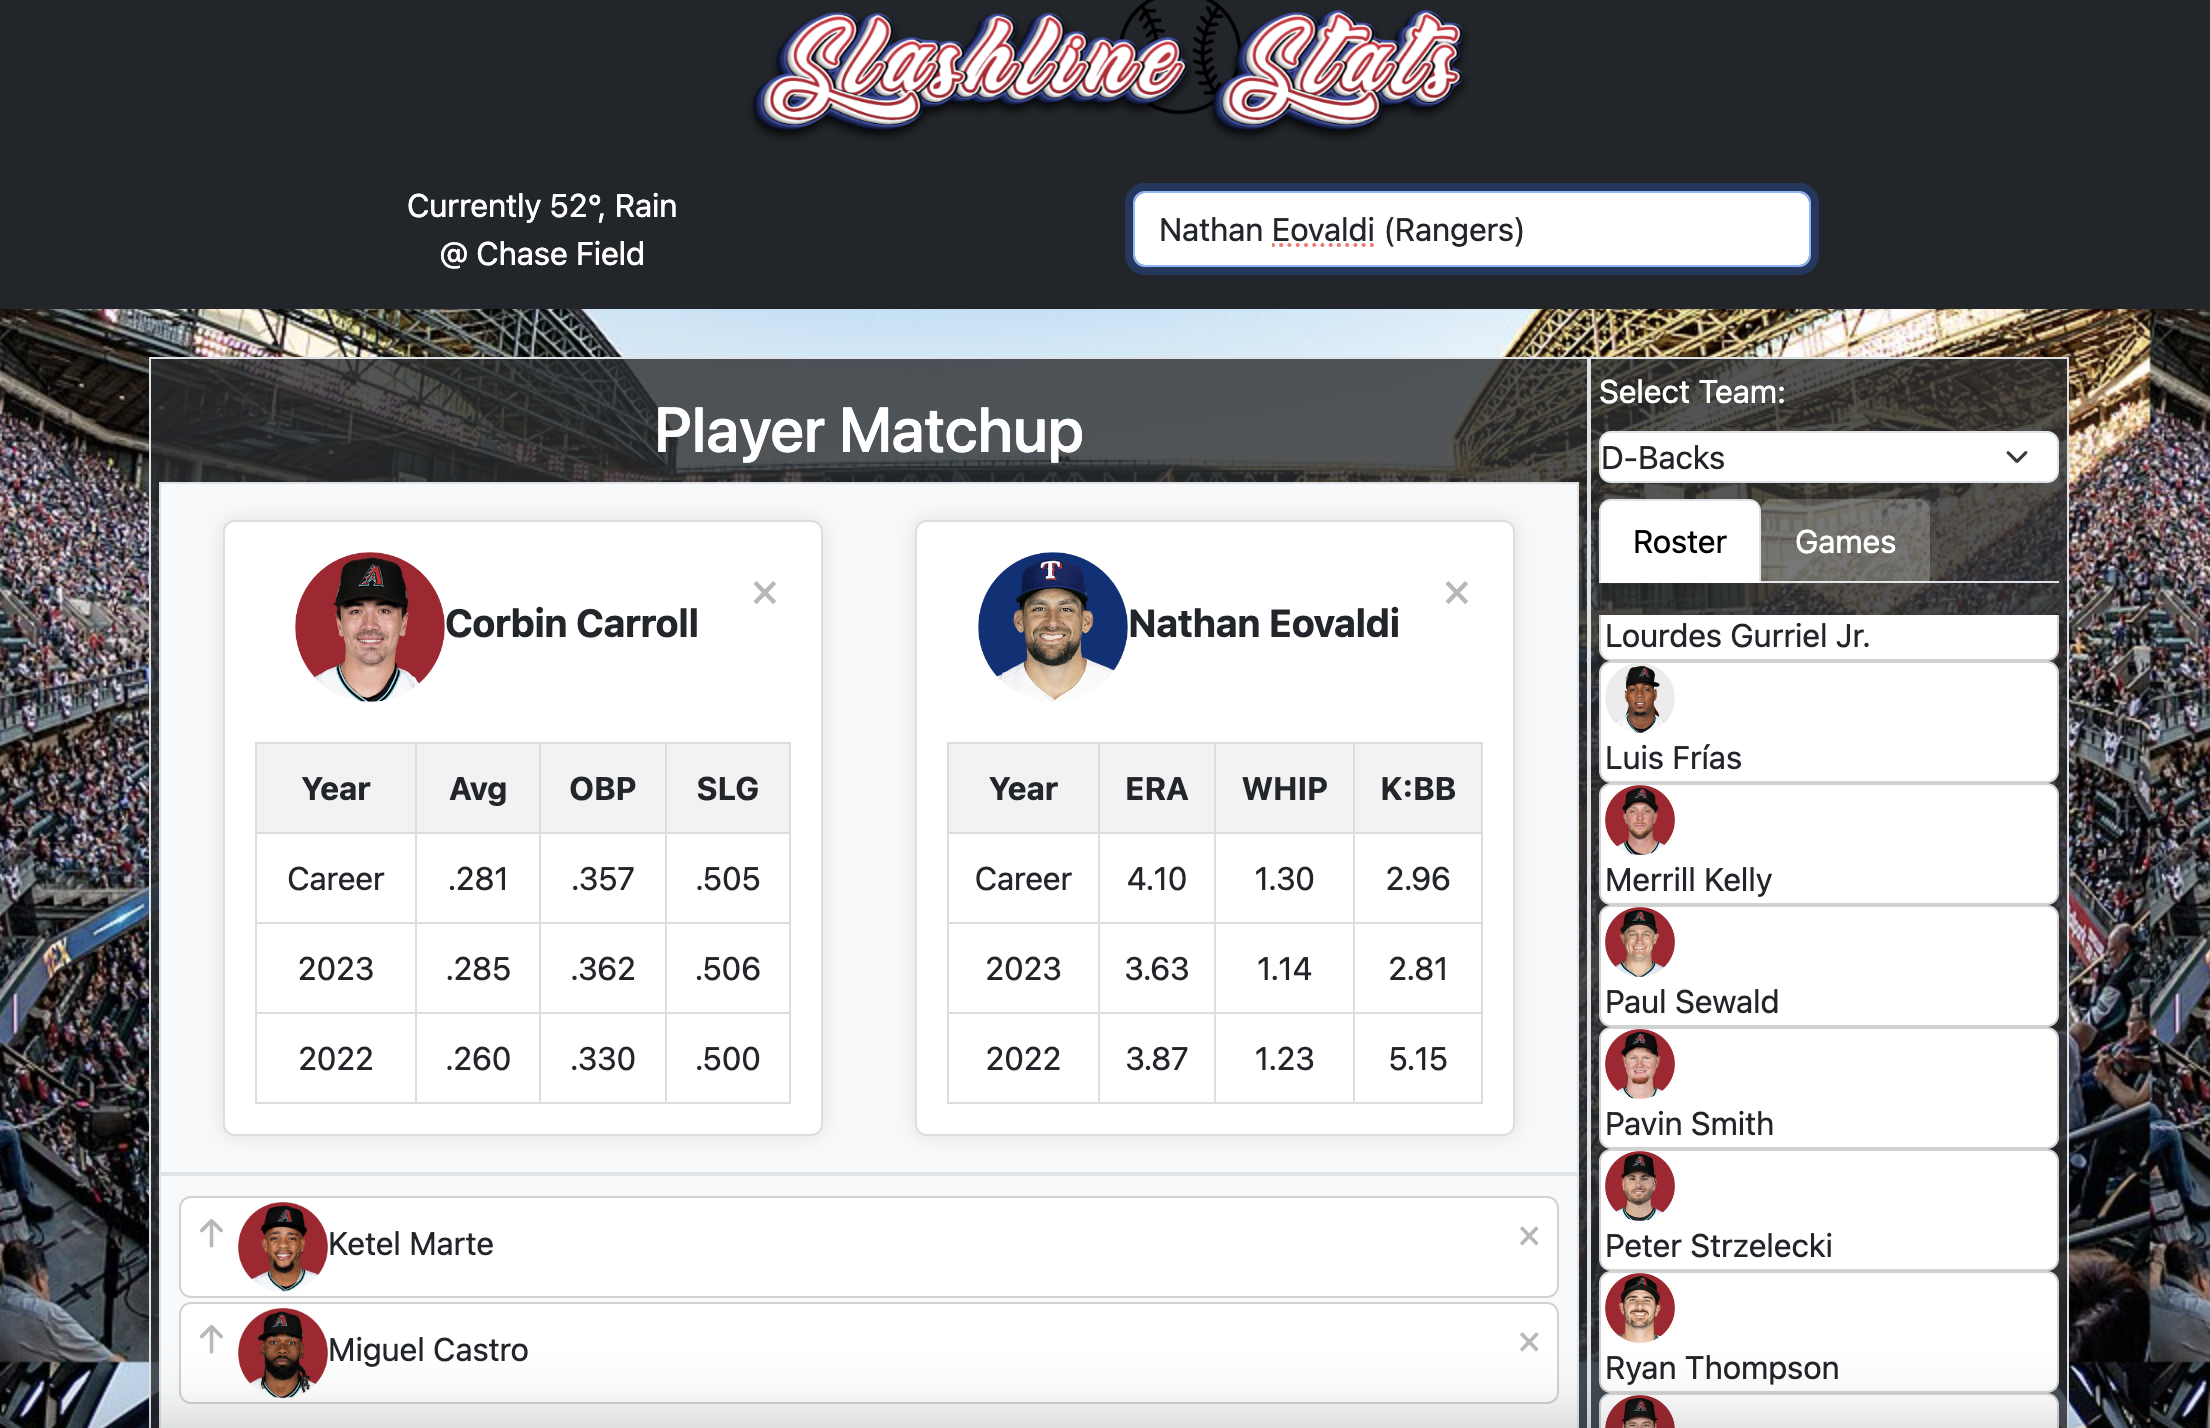 Slashline Stats
Currently 52°, Rain
@ Chase Field
Nathan Eovaldi (Rangers)
Player Matchup
Corbin Carroll
Year Avg OBP SLG
Career .281 .357 .505
2023 .285 .362 .506
2022 .260 .330 .500
Nathan Eovaldi
Year ERA WHIP K:BB
Career 4.10 1.30 2.96
2023 3.63 1.14 2.81
2022 3.87 1.23 5.15
Ketel Marte
Miguel Castro
Select Team:
D-Backs
Roster Games
Lourdes Gurriel Jr.
Luis Frías
Merrill Kelly
Paul Sewald
Pavin Smith
Peter Strzelecki
Ryan Thompson